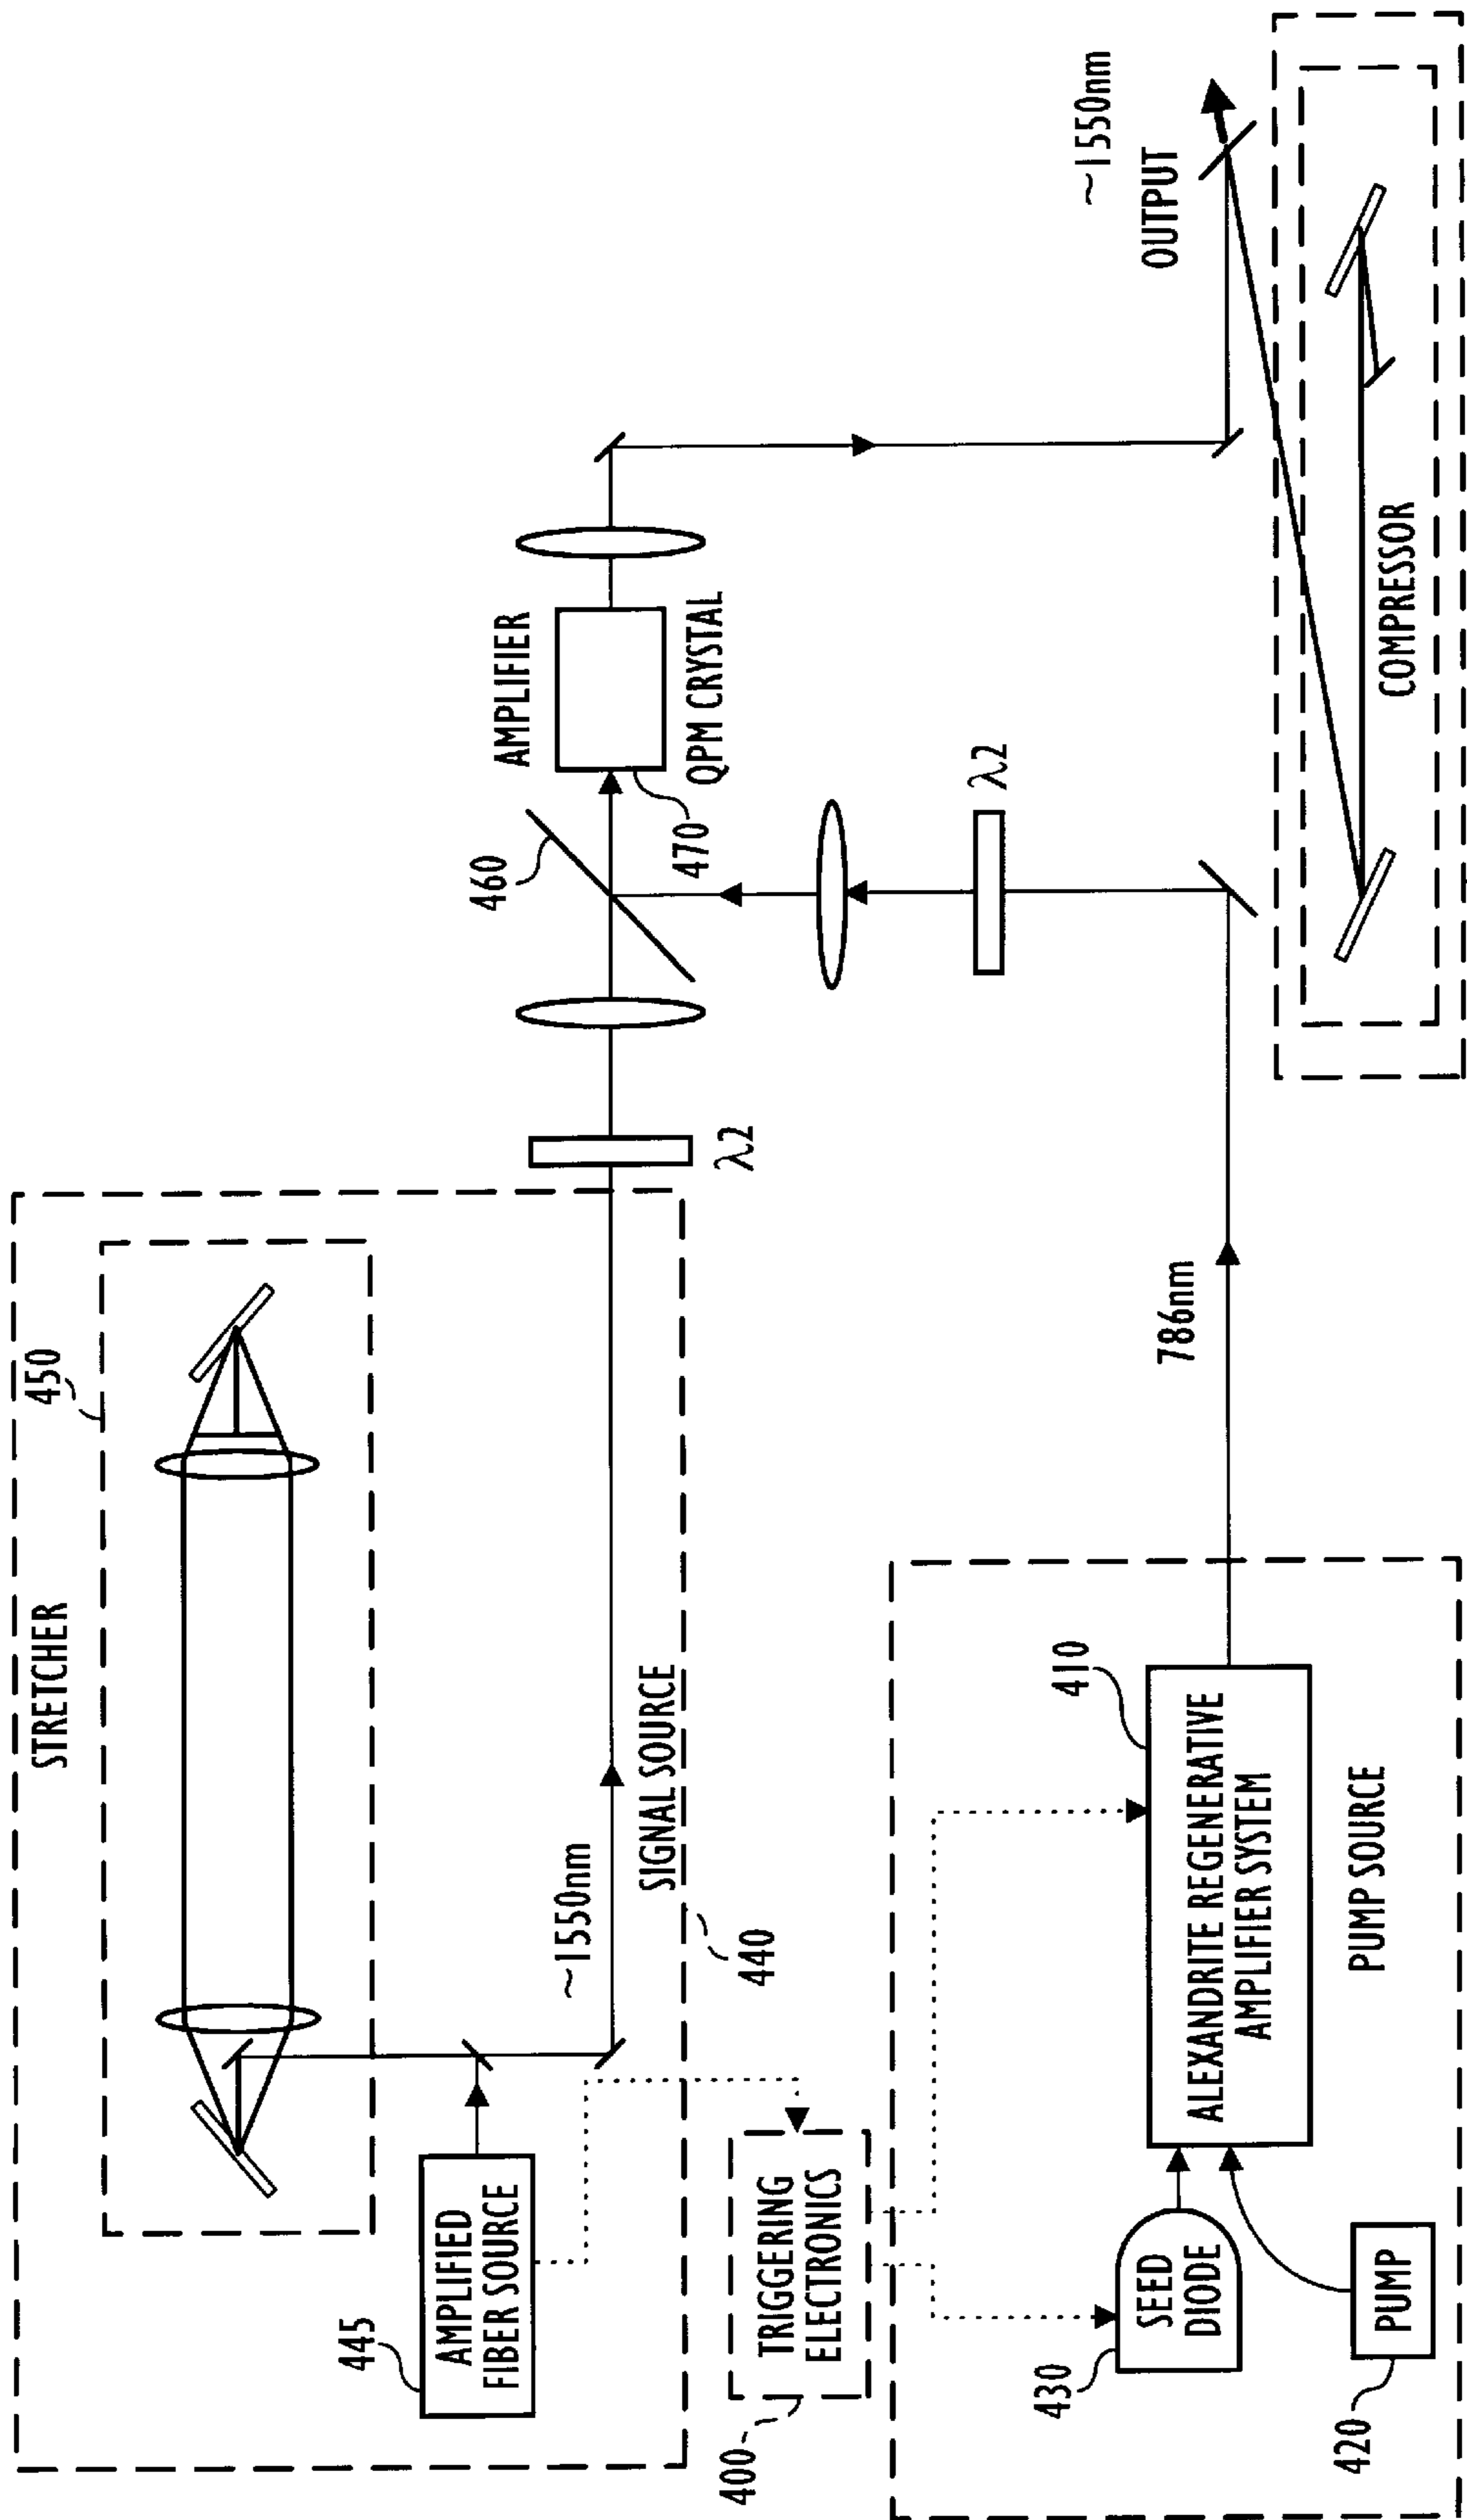 STRETCHER
450
445
AMPLIFIED
FIBER SOURCE
~1550nm
SIGNAL SOURCE
440
λ2
460
AMPLIFIER
QPM CRYSTAL
470
λ2
400
TRIGGERING
ELECTRONICS
430
SEED
DIODE
420
PUMP
410
ALEXANDRITE REGENERATIVE
AMPLIFIER SYSTEM
PUMP SOURCE
786nm
~1550nm
OUTPUT
COMPRESSOR